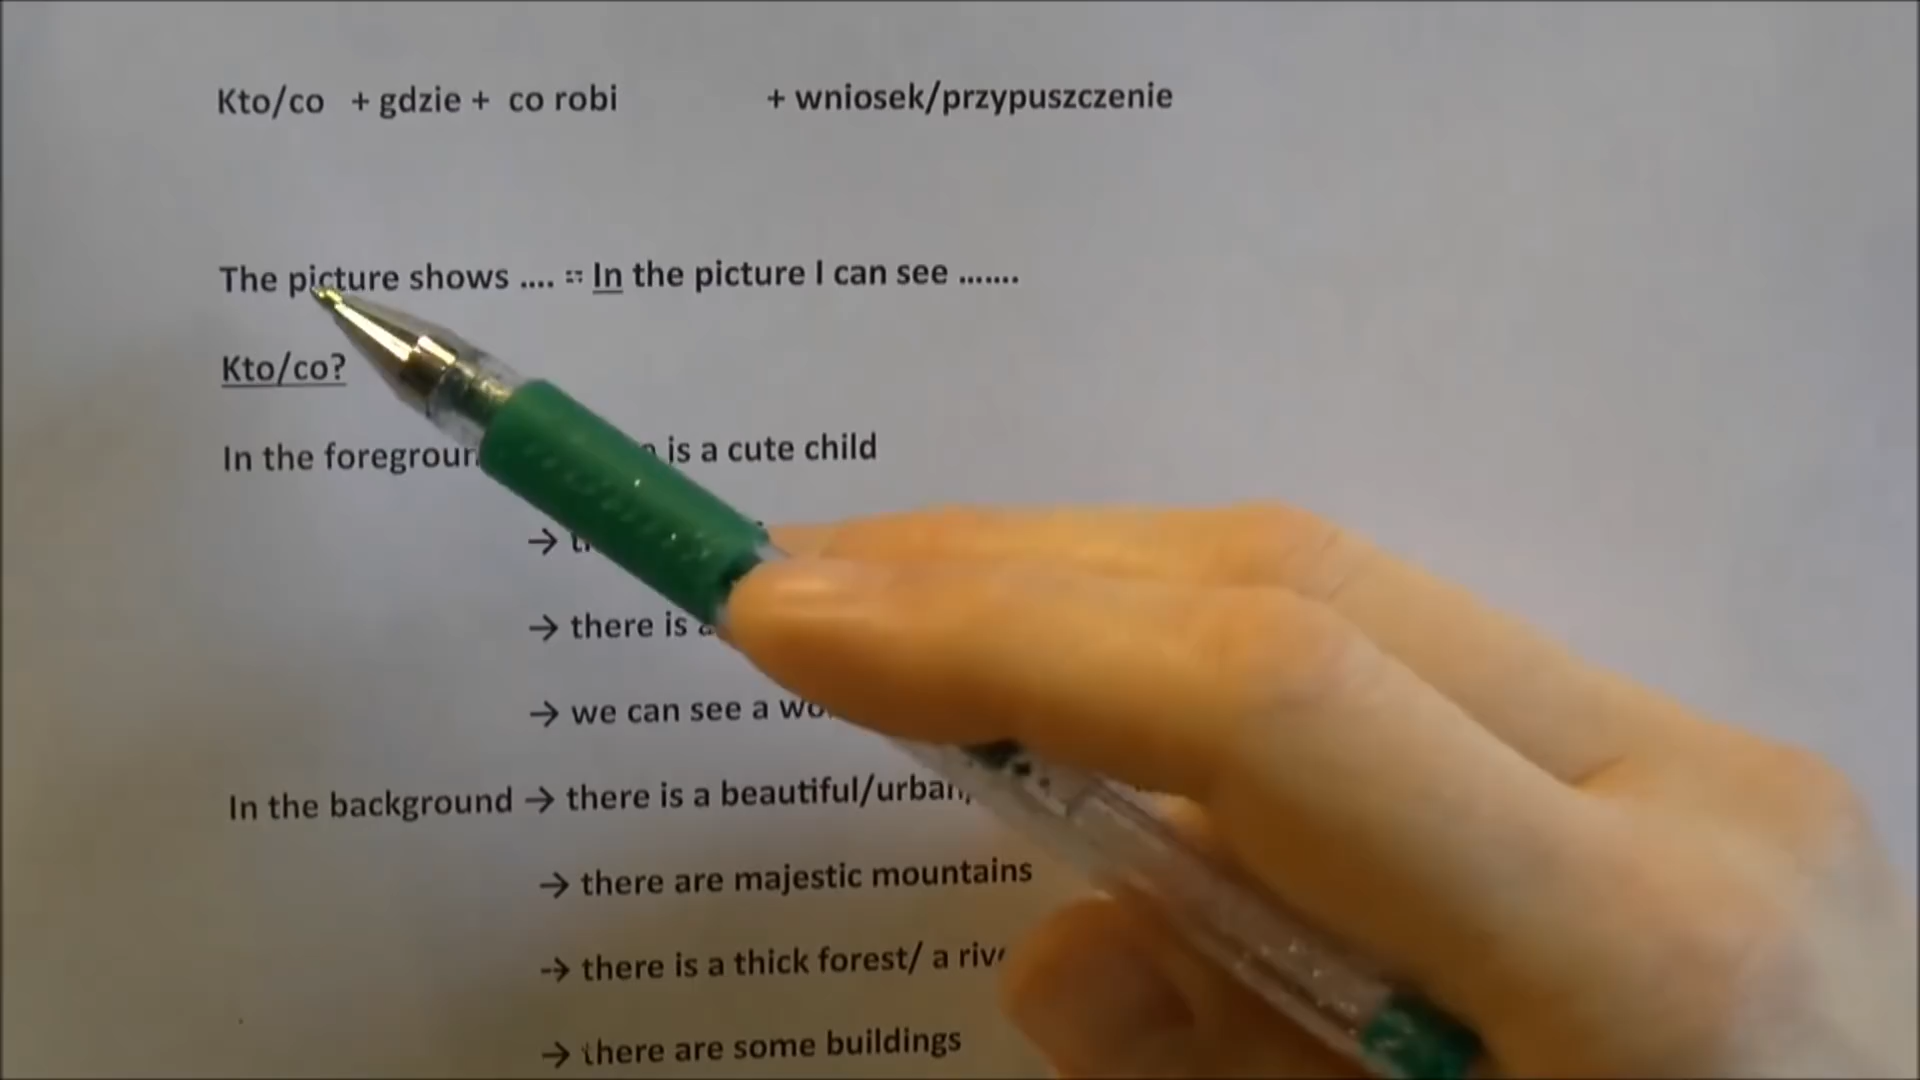 Kto/co + gdzie + co robi + wniosek/przypuszczenie
The picture shows .... = In the picture I can see .......
Kto/co?
In the is a cute child
→
→ there is
→ we can see a
In the background → there is a beautiful/urban/
→ there are majestic mountains
→ there is a thick forest/ a
→ there are some buildings